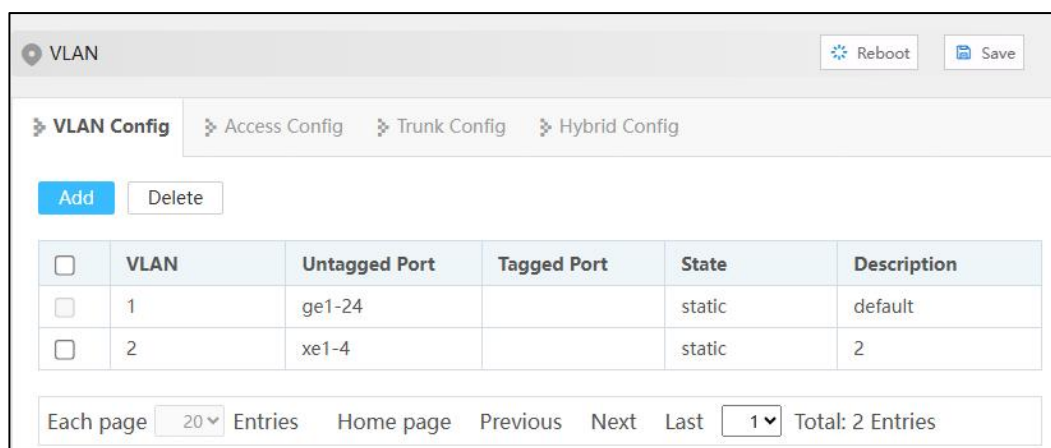 VLAN Reboot Save
VLAN Config Access Config Trunk Config Hybrid Config
Add Delete
VLAN Untagged Port Tagged Port State Description
1 ge1-24 static default
2 xe1-4 static 2
Each page 20 Entries Home page Previous Next Last 1 Total: 2 Entries